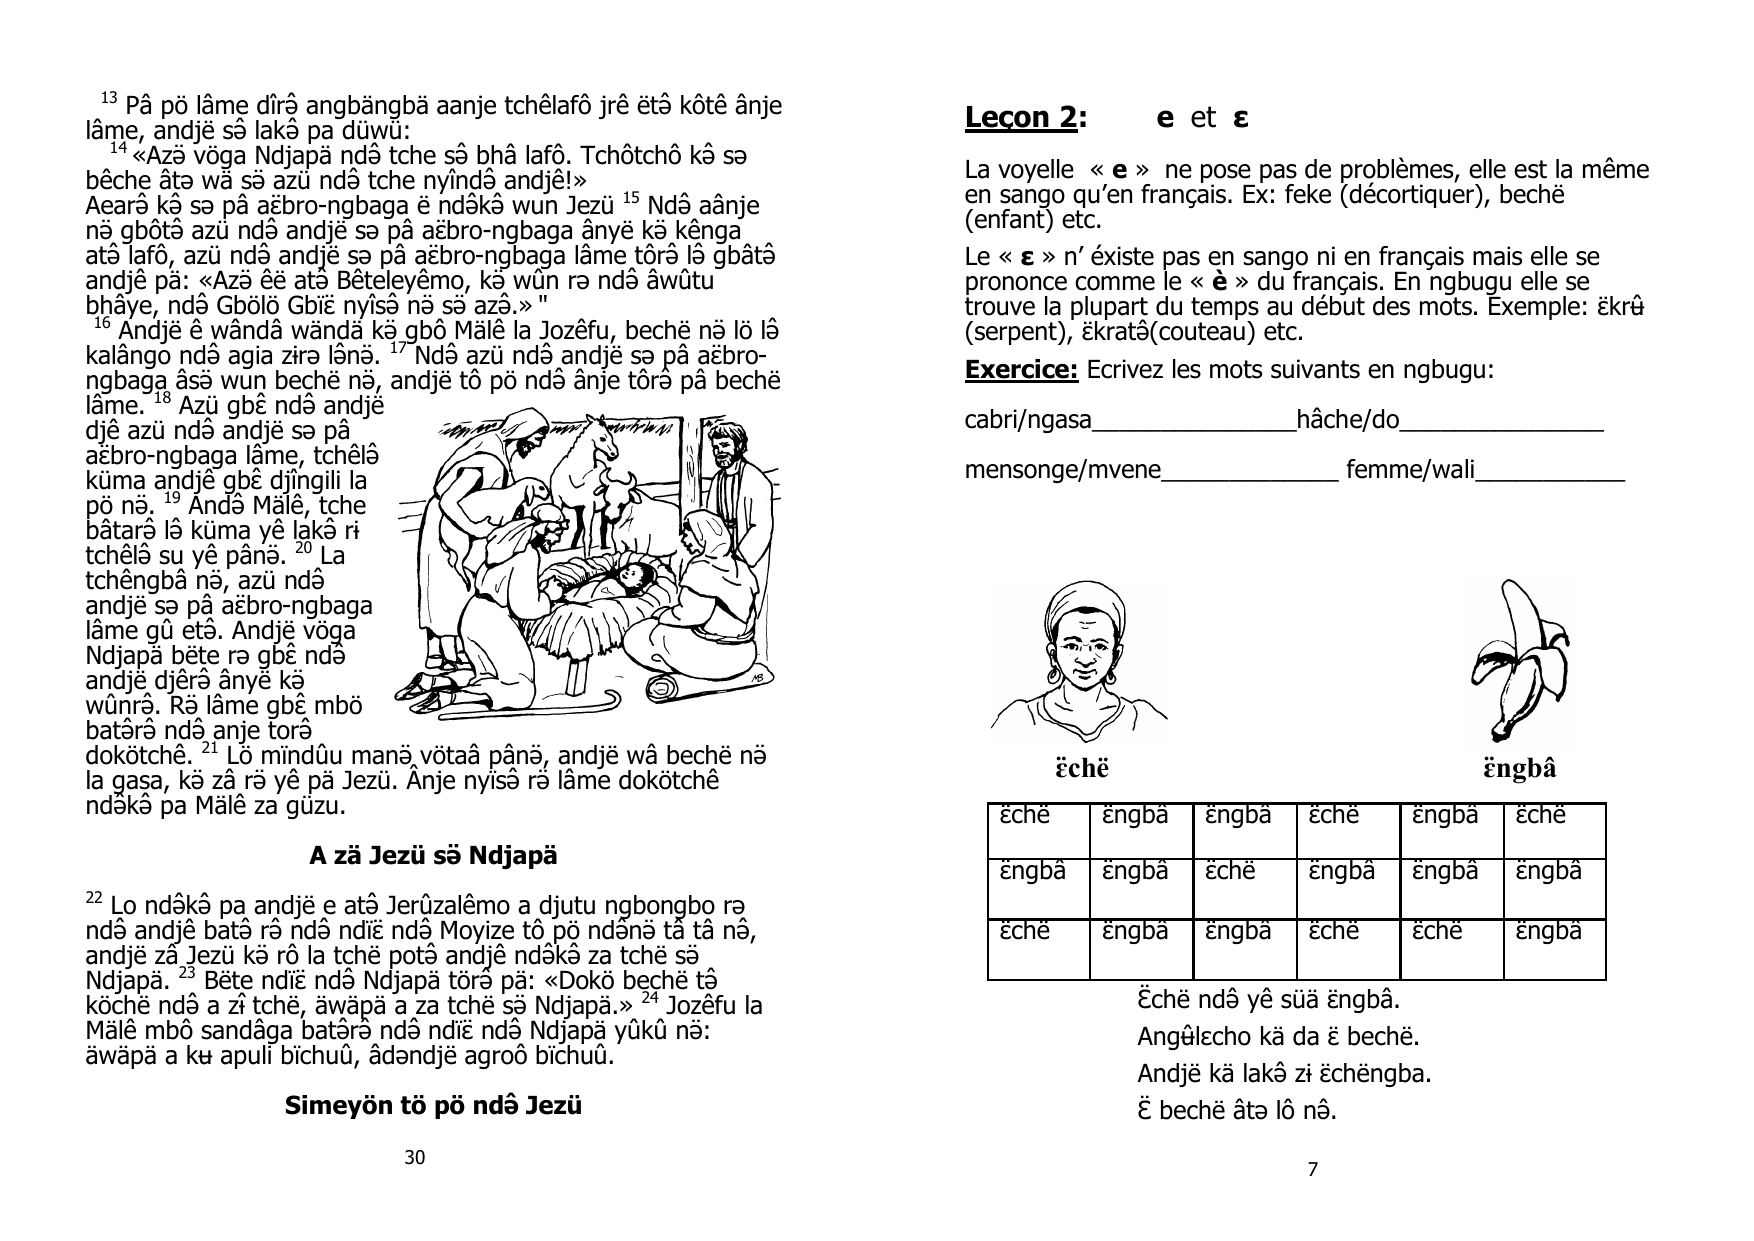 13 Pâ pö lâme dîrə̂ angbängbä aanje tchêlafô jrê ëtə̂ kôtê ânje
lâme, andjë sə̂ lakə̂ pa düwü:
14 «Azə̈ vöga Ndjapä ndə̂ tche sə̂ bhâ lafô. Tchôtchô kə̂ sə
bêche âtə wä sə̈ azü ndə̂ tche nyîndə̂ andjê!»
Aearə̂ kə̂ sə pâ aɛ̈bro-ngbaga ë ndə̂kə̂ wun Jezü 15 Ndə̂ aânje
nə̈ gbôtə̂ azü ndə̂ andjë sə pâ aɛ̈bro-ngbaga ânyë kə̈ kênga
atə̂ lafô, azü ndə̂ andjë sə pâ aɛ̈bro-ngbaga lâme tôrə̂ lə̂ gbâtə̂
andjê pä: «Azə̈ êë atə̂ Bêteleyêmo, kə̈ wûn rə ndə̂ âwûtu
bhâye, ndə̂ Gbölö Gbïɛ̈ nyîsə̂ nə̈ sə̈ azə̂.» "
16 Andjë ê wândâ wändä kə̈ gbô Mälê la Jozêfu, bechë nə̈ lö lə̂
kalângo ndə̂ agia zɨrə lə̂nə̈. 17 Ndə̂ azü ndə̂ andjë sə pâ aɛ̈bro-
ngbaga âsə̈ wun bechë nə̈, andjë tô pö ndə̂ ânje tôrə̂ pâ bechë
lâme. 18 Azü gbɛ̂ ndə̂ andjë
djê azü ndə̂ andjë sə pâ
aɛ̈bro-ngbaga lâme, tchêlə̂
küma andjê gbɛ̂ djîngili la
pö nə̈. 19 Andə̂ Mälê, tche
bâtarə̂ lə̂ küma yê lakə̂ rɨ
tchêlə̂ su yê pânə̈. 20 La
tchêngbâ nə̈, azü ndə̂
andjë sə pâ aɛ̈bro-ngbaga
lâme gû etə̂. Andjë vöga
Ndjapä bëte rə gbɛ̂ ndə̂
andjë djêrə̂ ânyë kə̈
wûnrə̂. Rə̈ lâme gbɛ̂ mbö
batə̂rə̂ ndə̂ anje torə̂
dokötchê. 21 Lö mïndûu manə̈ vötaâ pânə̈, andjë wâ bechë nə̈
la gasa, kə̈ zâ rə̈ yê pä Jezü. Ânje nyïsə̂ rə̈ lâme dokötchê
ndə̂kə̂ pa Mälê za güzu.
A zä Jezü sə̈ Ndjapä
22 Lo ndə̂kə̂ pa andjë e atə̂ Jerûzalêmo a djutu ngbongbo rə
ndə̂ andjê batə̂ rə̂ ndə̂ ndïɛ̈ ndə̂ Moyize tô pö ndə̂nə̈ tâ tâ nə̂,
andjë zâ Jezü kə̈ rô la tchë potə̂ andjê ndə̂kə̂ za tchë sə̈
Ndjapä. 23 Bëte ndïɛ̈ ndə̂ Ndjapä törə̂ pä: «Dokö bechë tə̂
köchë ndə̂ a zɨ̂ tchë, äwäpä a za tchë sə̈ Ndjapä.» 24 Jozêfu la
Mälê mbô sandâga batə̂rə̂ ndə̂ ndïɛ̈ ndə̂ Ndjapä yûkû nə̈:
äwäpä a kʉ apuli bïchuû, âdəndjë agroô bïchuû.
Simeyön tö pö ndə̂ Jezü
30
Leçon 2: e et ɛ
La voyelle « e » ne pose pas de problèmes, elle est la même
en sango qu’en français. Ex: feke (décortiquer), bechë
(enfant) etc.
Le « ɛ » n’ éxiste pas en sango ni en français mais elle se
prononce comme le « è » du français. En ngbugu elle se
trouve la plupart du temps au début des mots. Exemple: ɛ̈krʉ̂
(serpent), ɛ̈kratə̂(couteau) etc.
Exercice: Ecrivez les mots suivants en ngbugu:
cabri/ngasa_______________hâche/do_______________
mensonge/mvene_____________ femme/wali___________
ɛ̈chë ɛ̈ngbâ
ɛ̈chë ɛ̈ngbâ ɛ̈ngbâ ɛ̈chë ɛ̈ngbâ ɛ̈chë
ɛ̈ngbâ ɛ̈ngbâ ɛ̈chë ɛ̈ngbâ ɛ̈ngbâ ɛ̈ngbâ
ɛ̈chë ɛ̈ngbâ ɛ̈ngbâ ɛ̈chë ɛ̈chë ɛ̈ngbâ
Ɛ̈chë ndə̂ yê süä ɛ̈ngbâ.
Angʉ̂lɛcho kä da ɛ̈ bechë.
Andjë kä lakə̂ zɨ ɛ̈chëngba.
Ɛ̈ bechë âtə lô nə̂.
7